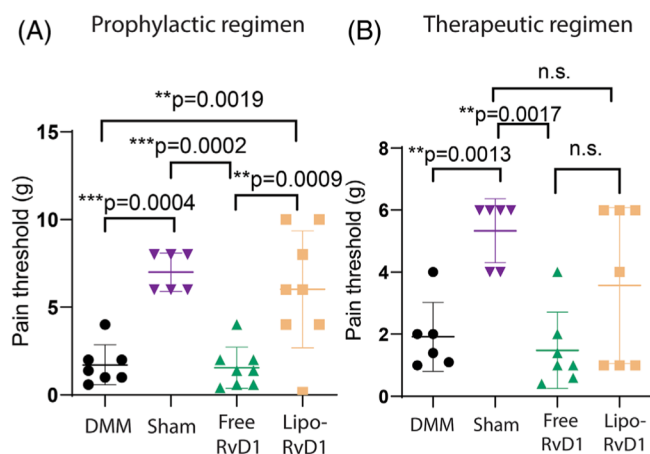 (A) Prophylactic regimen
**p=0.0019
***p=0.0002
**p=0.0009
***p=0.0004
Pain threshold (g)
15
10
5
0
DMM Sham Free RvD1 Lipo-RvD1
(B) Therapeutic regimen
n.s.
**p=0.0017
**p=0.0013
n.s.
Pain threshold (g)
8
6
4
2
0
DMM Sham Free RvD1 Lipo-RvD1